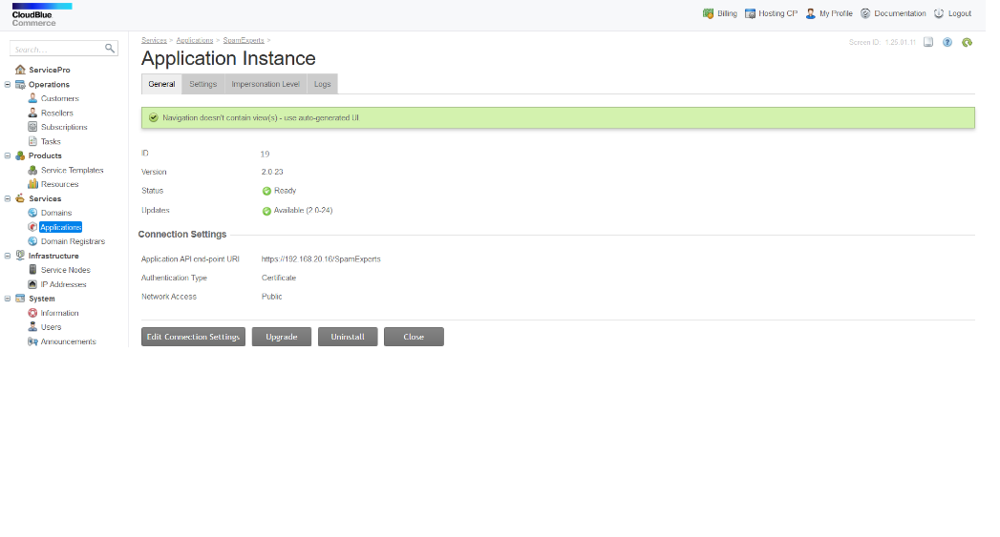 CloudBlue
Commerce
Billing
Hosting CP
My Profile
Documentation
Logout
Search...
ServicePro
Operations
Customers
Resellers
Subscriptions
Tasks
Products
Service Templates
Resources
Services
Domains
Applications
Domain Registrars
Infrastructure
Service Nodes
IP Addresses
System
Information
Users
Announcements
Services > Applications > SpamExperts >
Screen ID: 1.25.01.11
Application Instance
General
Settings
Impersonation Level
Logs
Navigation doesn't contain view(s) - use auto-generated UI
ID 19
Version 2.0 23
Status Ready
Updates Available (2.0-24)
Connection Settings
Application API end-point URI https://192.168.20.16/SpamExperts
Authentication Type Certificate
Network Access Public
Edit Connection Settings
Upgrade
Uninstall
Close